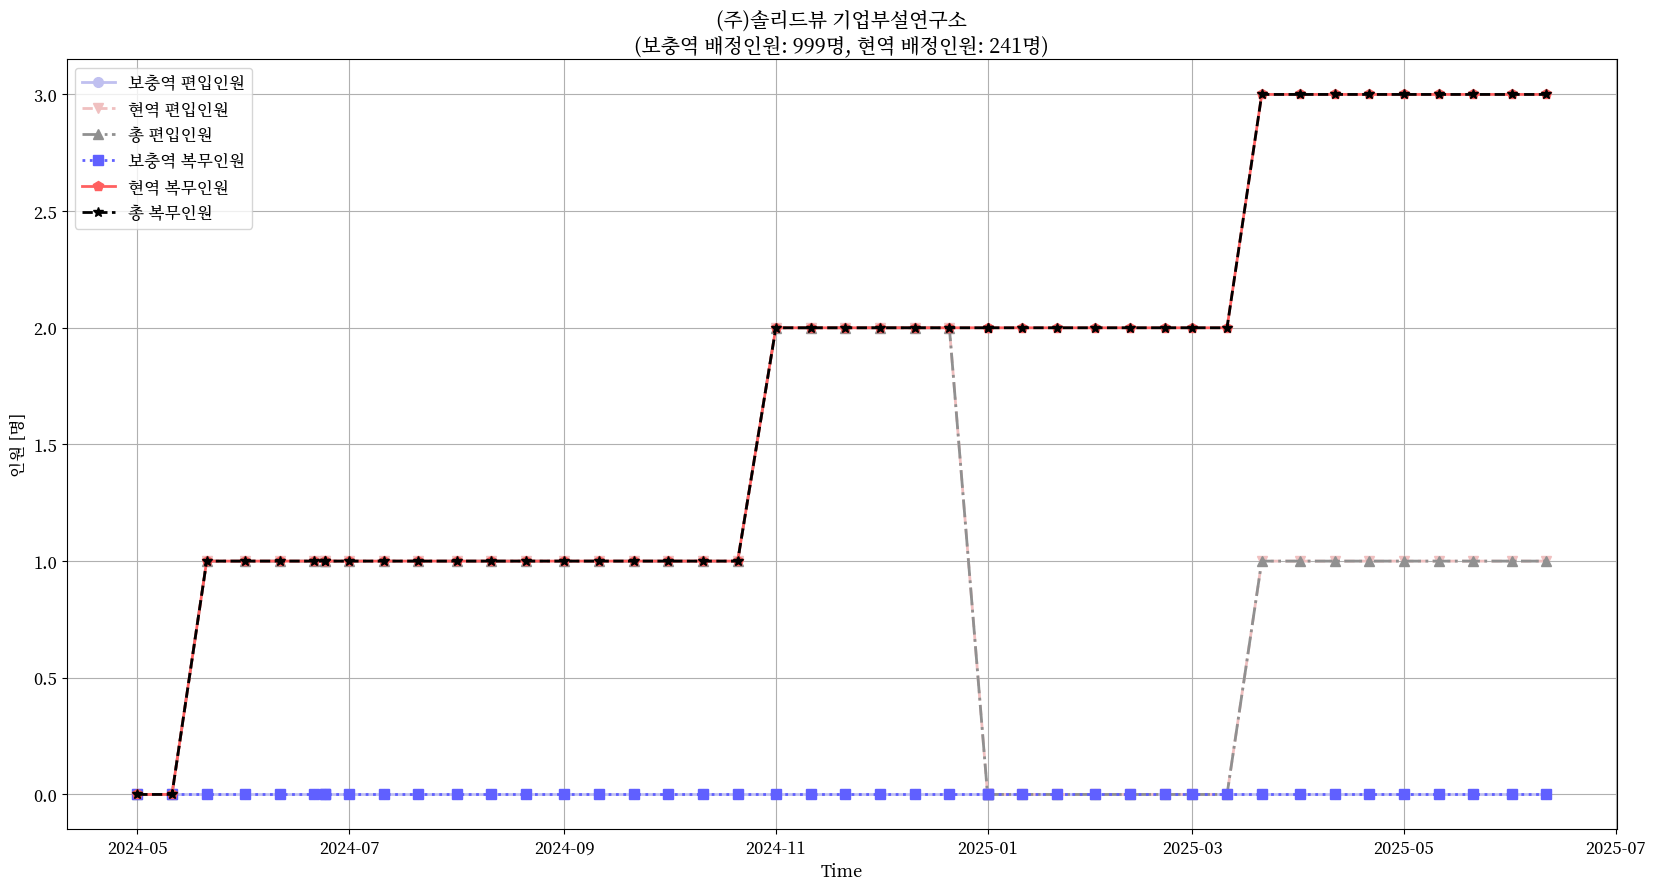 (주)솔리드뷰 기업부설연구소
(보충역 배정인원: 999명, 현역 배정인원: 241명)
보충역 편입인원
현역 편입인원
총 편입인원
보충역 복무인원
현역 복무인원
총 복무인원
3.0
2.5
2.0
1.5
1.0
0.5
0.0
인원 [명]
2024-05
2024-07
2024-09
2024-11
2025-01
2025-03
2025-05
2025-07
Time